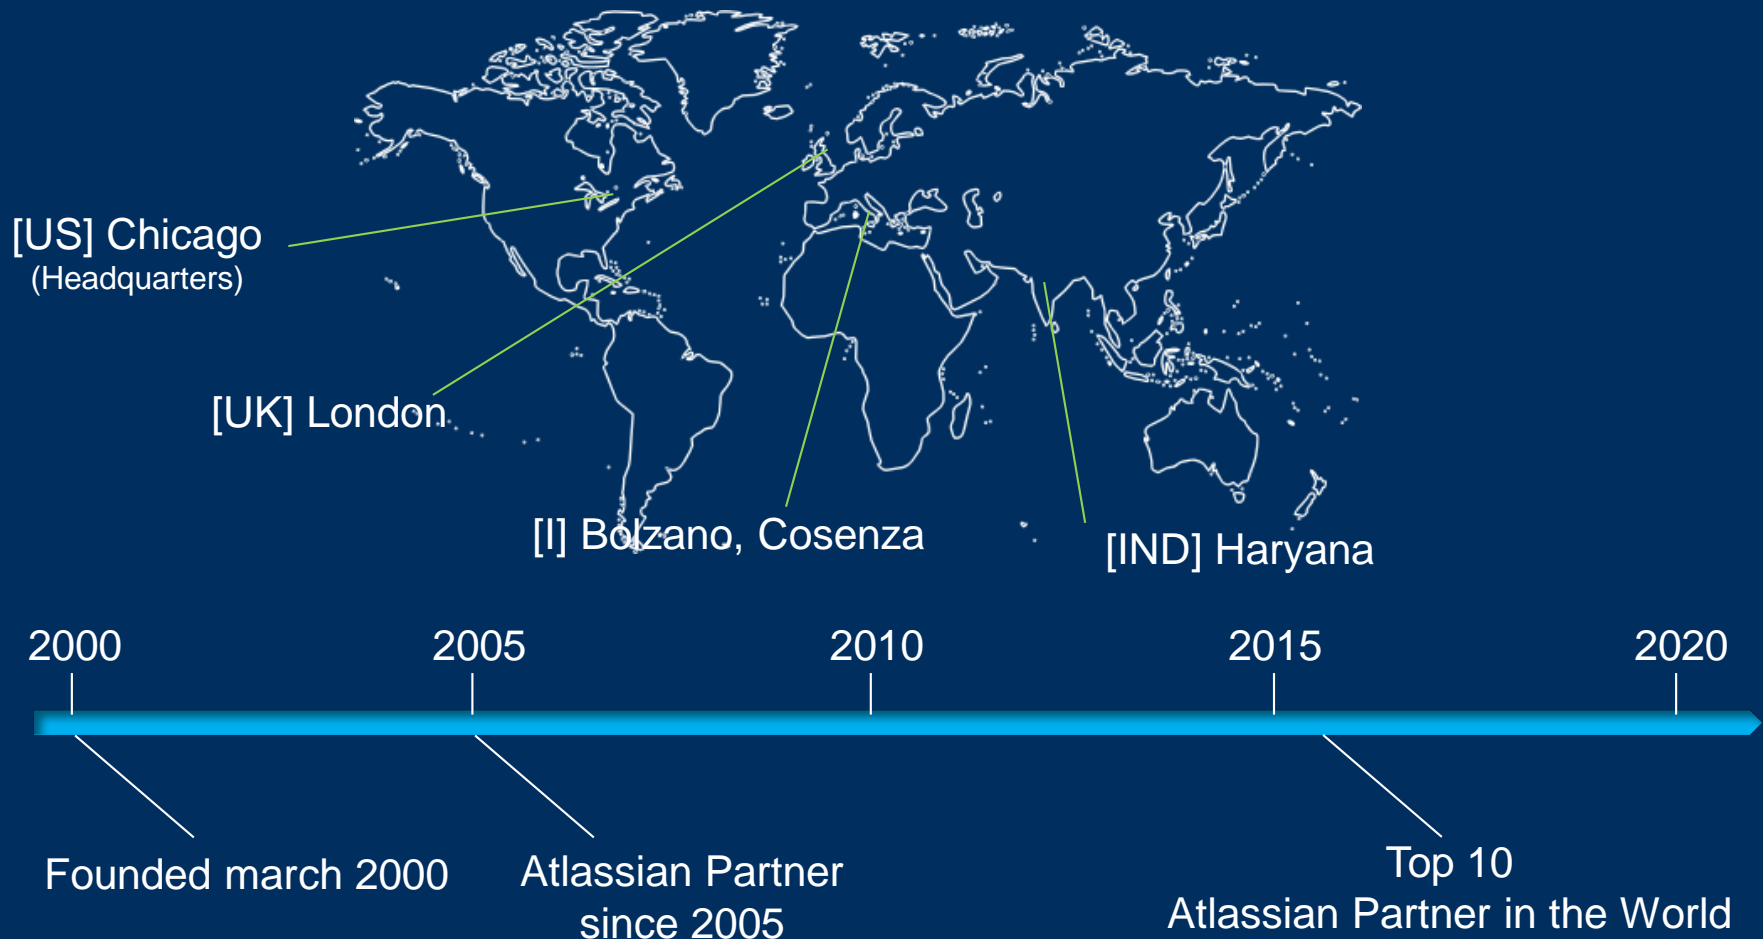 [US] Chicago
(Headquarters)
[UK] London
[I] Bolzano, Cosenza
[IND] Haryana
2000 2005 2010 2015 2020
Founded march 2000
Atlassian Partner
since 2005
Top 10
Atlassian Partner in the World